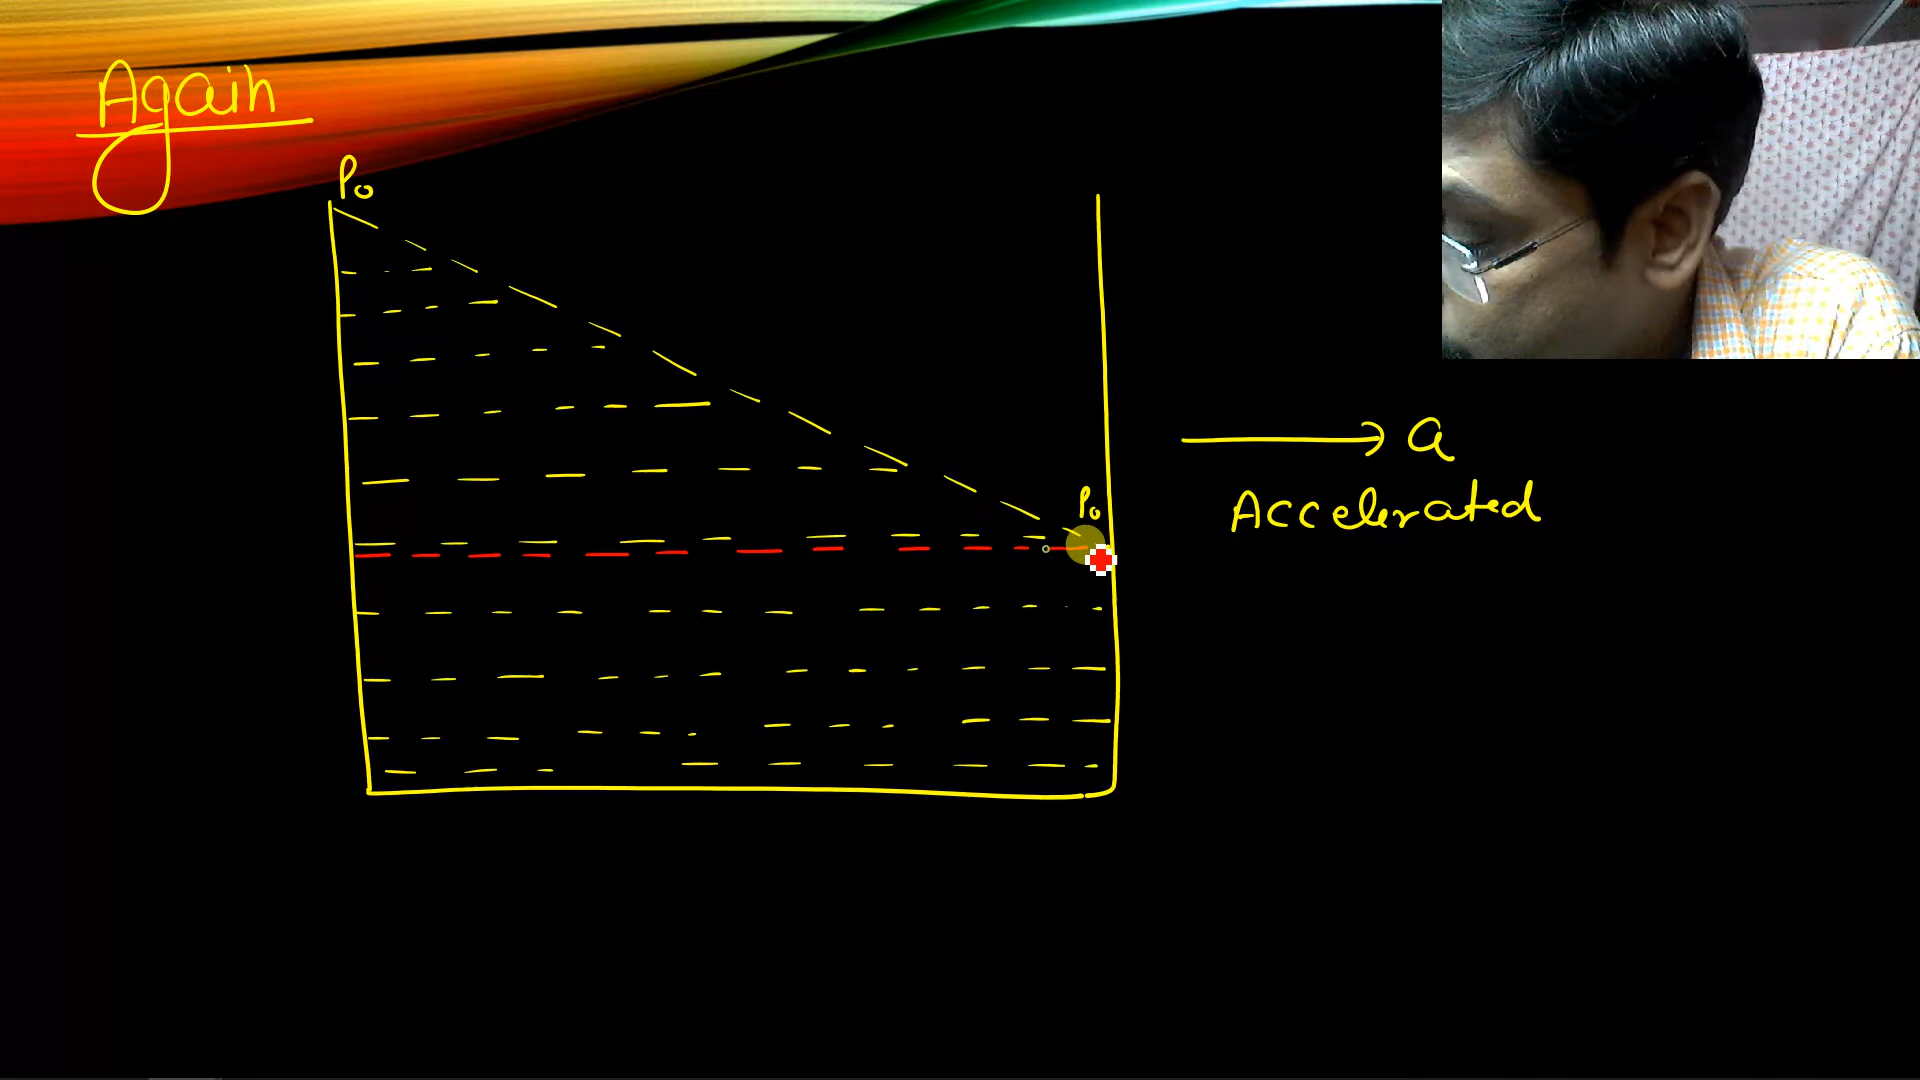 Again
P₀
a
P₀
Accelerated